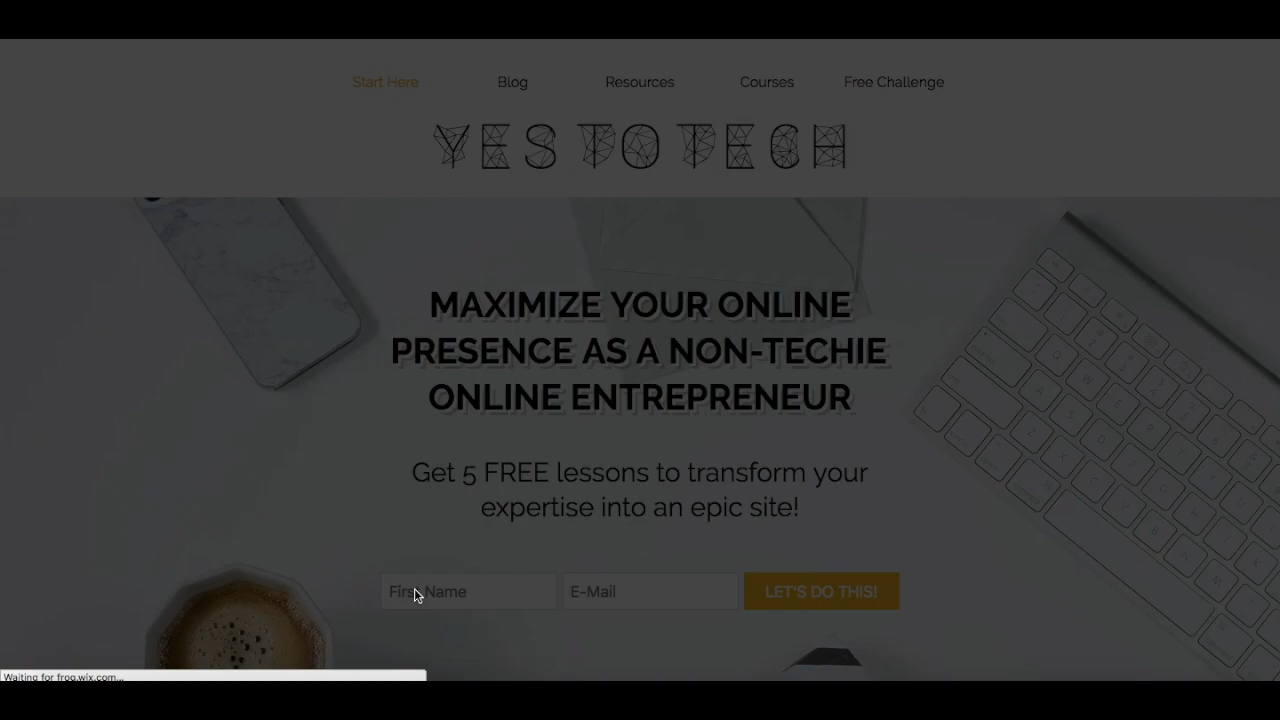 Start Here Blog Resources Courses Free Challenge
YES TO TECH
MAXIMIZE YOUR ONLINE
PRESENCE AS A NON-TECHIE
ONLINE ENTREPRENEUR
Get 5 FREE lessons to transform your
expertise into an epic site!
First Name E-Mail LET'S DO THIS!
Waiting for frog.wix.com...